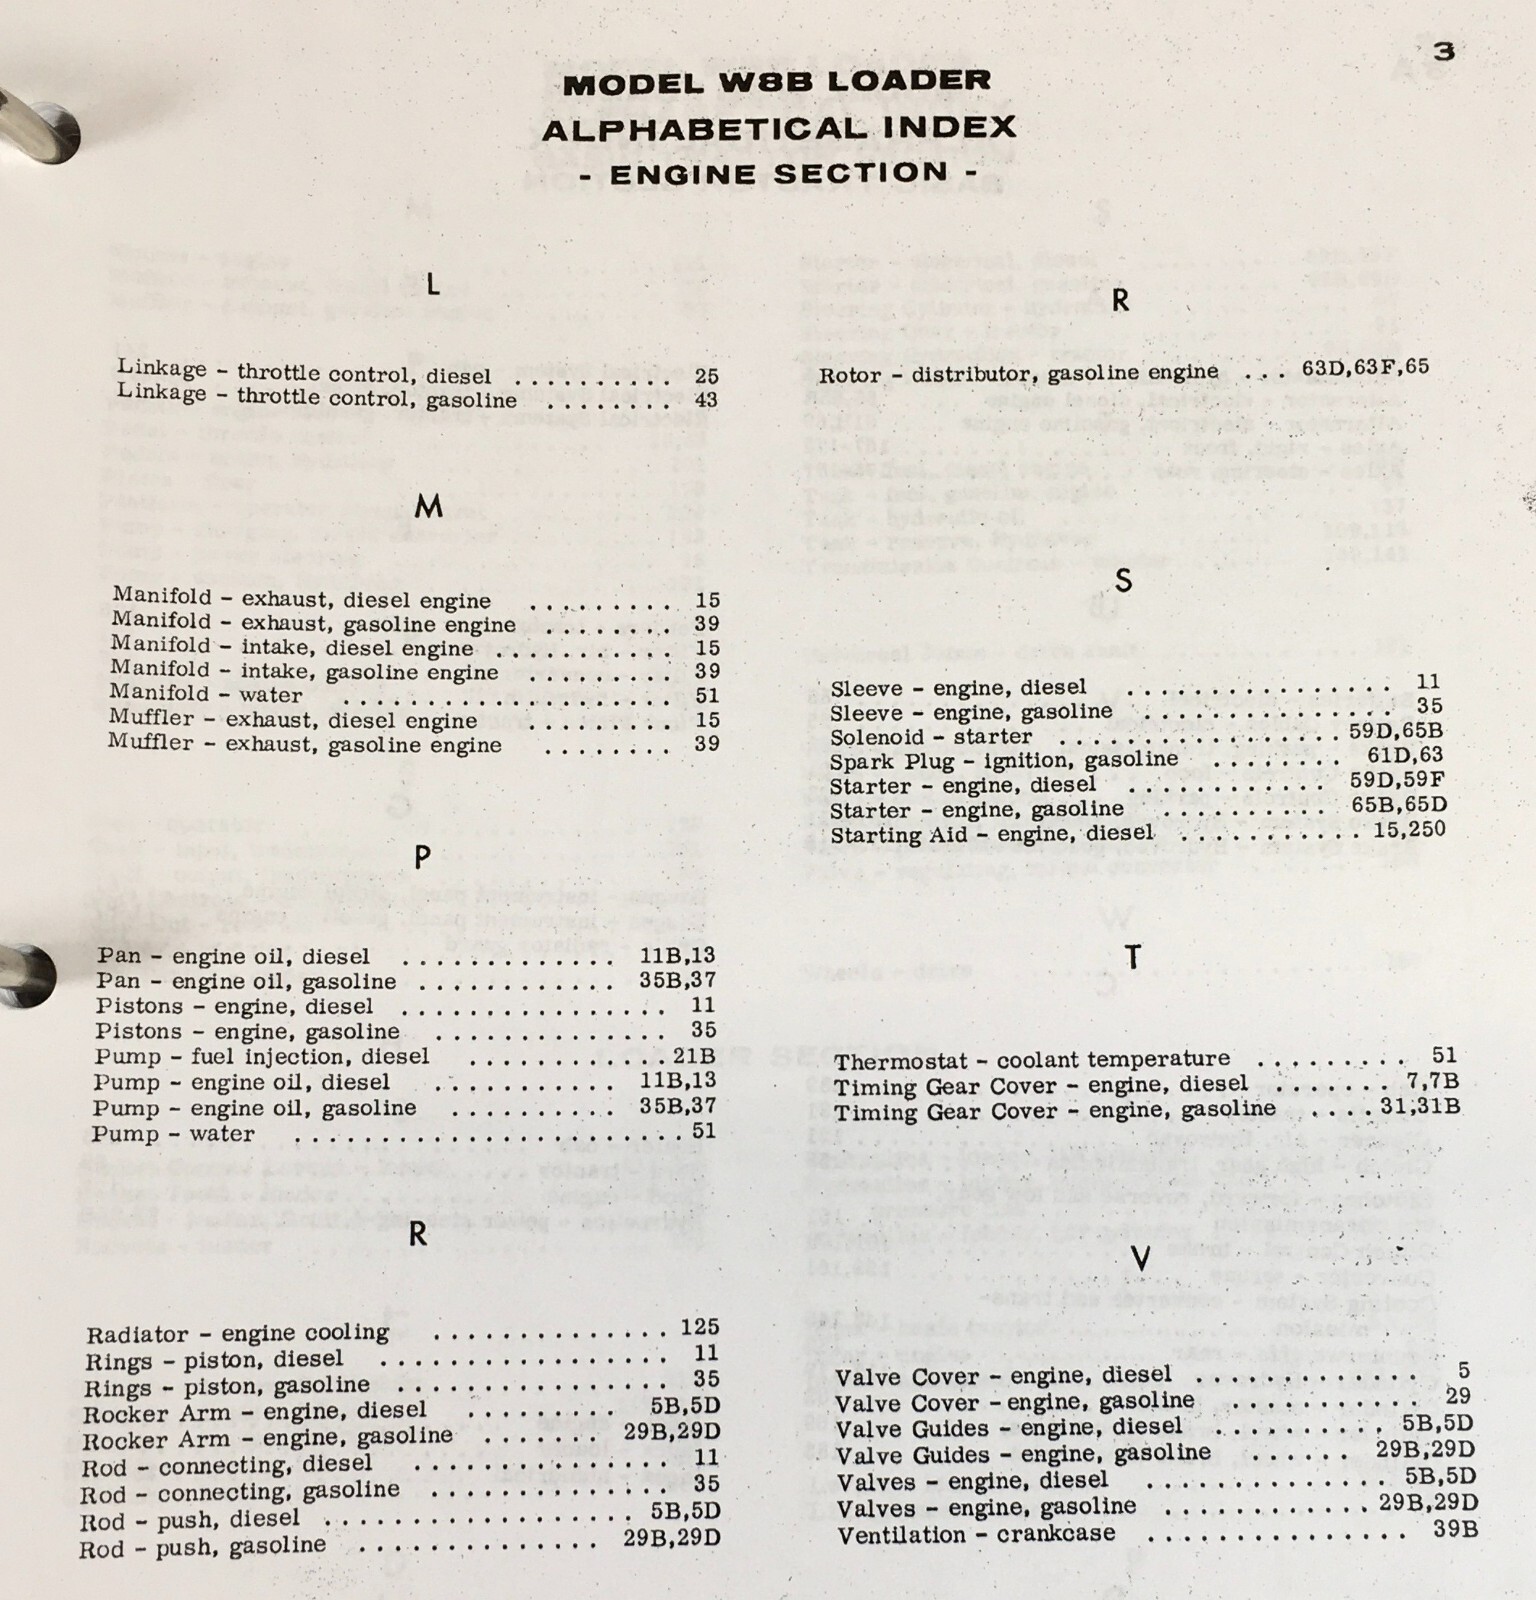 3
MODEL W8B LOADER
ALPHABETICAL INDEX
- ENGINE SECTION -
L
Linkage - throttle control, diesel .......... 25
Linkage - throttle control, gasoline ........ 43
M
Manifold - exhaust, diesel engine ......... 15
Manifold - exhaust, gasoline engine ........ 39
Manifold - intake, diesel engine ........... 15
Manifold - intake, gasoline engine ......... 39
Manifold - water .................... 51
Muffler - exhaust, diesel engine ......... 15
Muffler - exhaust, gasoline engine ........ 39
P
Pan - engine oil, diesel ............. 11B,13
Pan - engine oil, gasoline ............ 35B,37
Pistons - engine, diesel ................ 11
Pistons - engine, gasoline .............. 35
Pump - fuel injection, diesel ............ 21B
Pump - engine oil, diesel ........... 11B,13
Pump - engine oil, gasoline .......... 35B,37
Pump - water ........................ 51
R
Radiator - engine cooling .............. 125
Rings - piston, diesel ................. 11
Rings - piston, gasoline ................ 35
Rocker Arm - engine, diesel ......... 5B,5D
Rocker Arm - engine, gasoline ....... 29B,29D
Rod - connecting, diesel ............... 11
Rod - connecting, gasoline .............. 35
Rod - push, diesel ................... 5B,5D
Rod - push, gasoline ............... 29B,29D
R
Rotor - distributor, gasoline engine ... 63D,63F,65
S
Sleeve - engine, diesel ................ 11
Sleeve - engine, gasoline ............... 35
Solenoid - starter ................. 59D,65B
Spark Plug - ignition, gasoline ........ 61D,63
Starter - engine, diesel ............ 59D,59F
Starter - engine, gasoline .......... 65B,65D
Starting Aid - engine, diesel ........... 15,250
T
Thermostat - coolant temperature ......... 51
Timing Gear Cover - engine, diesel ....... 7,7B
Timing Gear Cover - engine, gasoline .... 31,31B
V
Valve Cover - engine, diesel ............. 5
Valve Cover - engine, gasoline ........... 29
Valve Guides - engine, diesel .......... 5B,5D
Valve Guides - engine, gasoline ...... 29B,29D
Valves - engine, diesel ............. 5B,5D
Valves - engine, gasoline ............ 29B,29D
Ventilation - crankcase ................ 39B